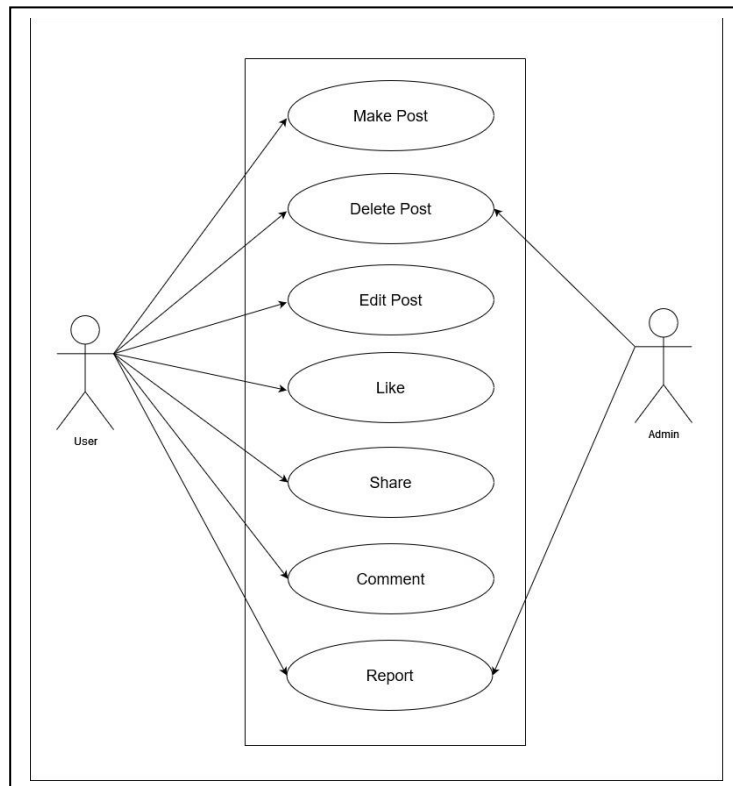 Make Post
Delete Post
Edit Post
Like
User
Admin
Share
Comment
Report